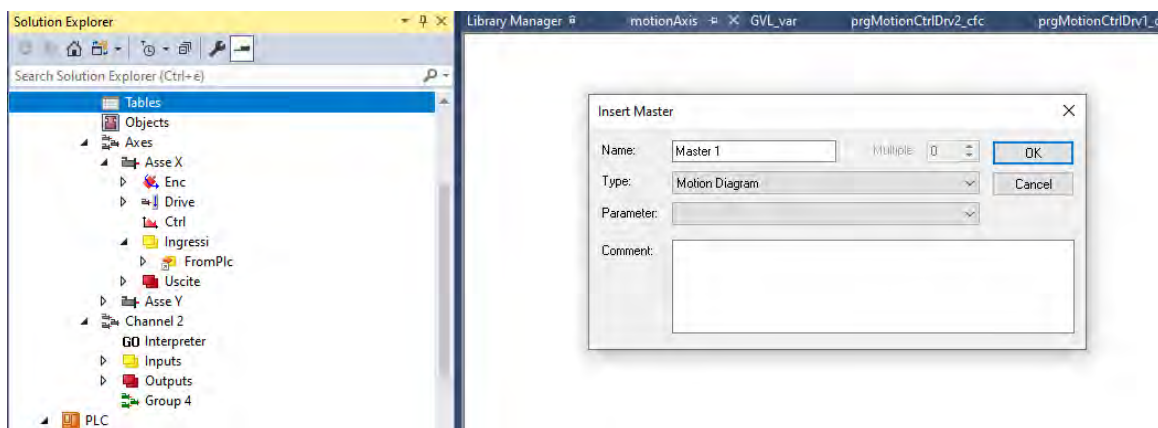 Solution Explorer
Library Manager
motionAxis
GVL_var
prgMotionCtrlDrv2_cfc
prgMotionCtrlDrv1_c
Search Solution Explorer (Ctrl+è)
Tables
Objects
Axes
Asse X
Enc
Drive
Ctrl
Ingressi
FromPlc
Uscite
Asse Y
Channel 2
GO Interpreter
Inputs
Outputs
Group 4
PLC
Insert Master
Name:
Master 1
Multiple:
0
OK
Type:
Motion Diagram
Cancel
Parameter:
Comment: